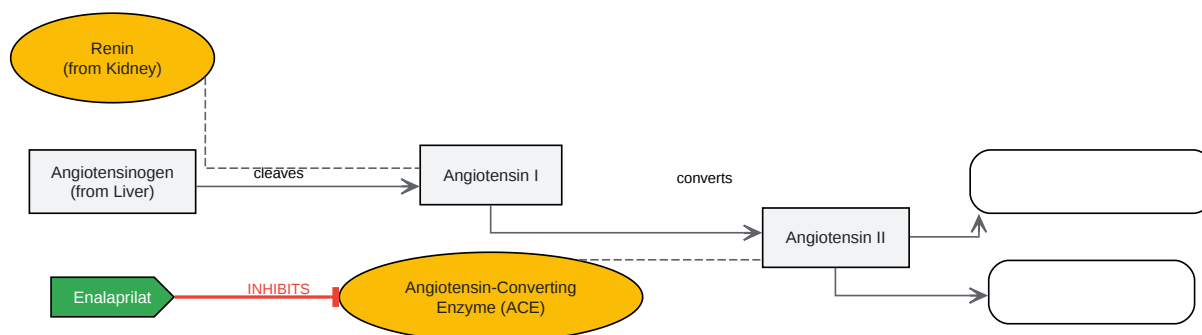 Renin
(from Kidney)
Angiotensinogen
(from Liver)
cleaves
Angiotensin I
converts
Angiotensin II
Enalaprilat
INHIBITS
Angiotensin-Converting
Enzyme (ACE)